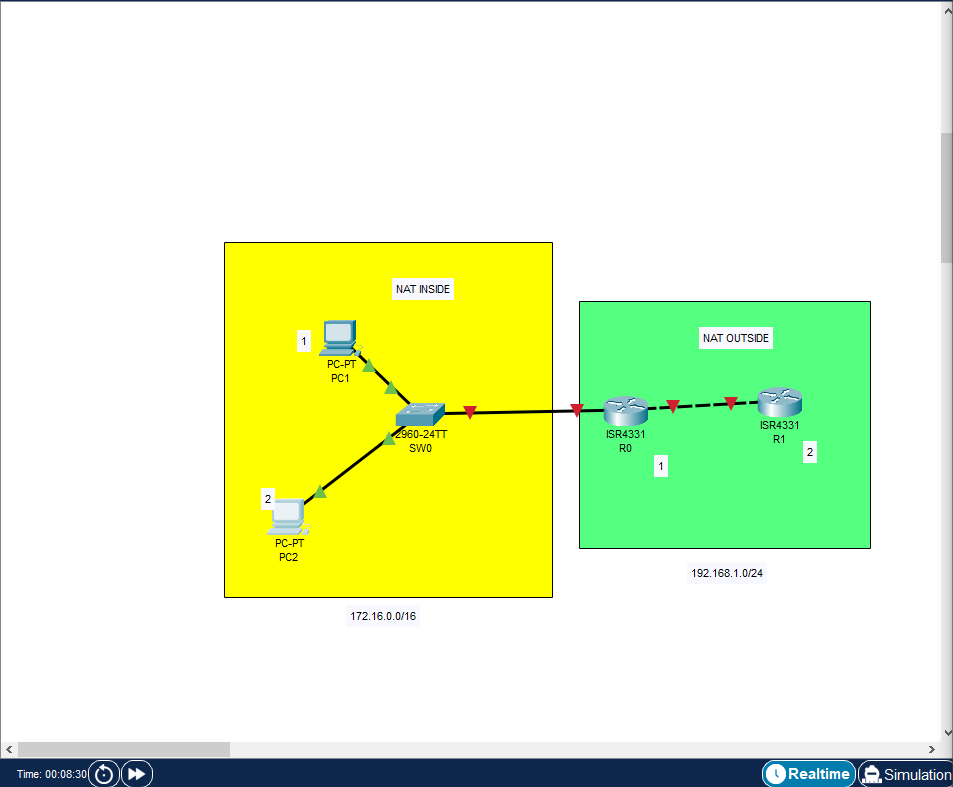 NAT INSIDE
NAT OUTSIDE
1
PC-PT
PC1
2960-24TT
SW0
ISR4331
R0
1
ISR4331
R1
2
2
PC-PT
PC2
192.168.1.0/24
172.16.0.0/16
Time: 00:08:30
Realtime
Simulation